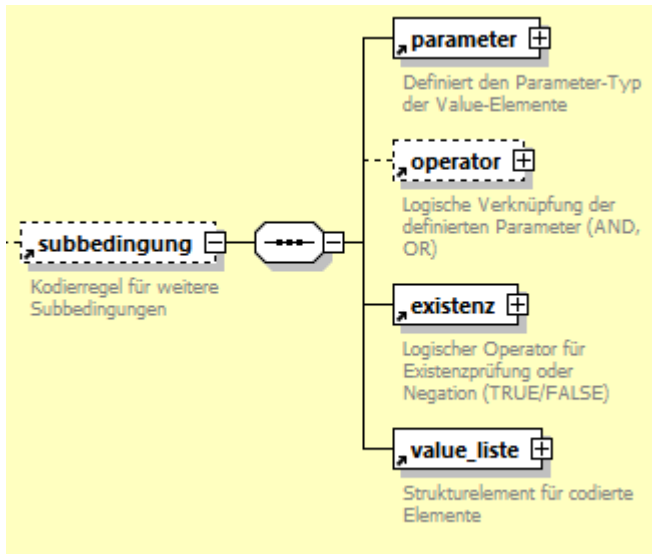 parameter
Definiert den Parameter-Typ
der Value-Elemente
operator
Logische Verknüpfung der
definierten Parameter (AND,
OR)
subbedingung
Kodierregel für weitere
Subbedingungen
existenz
Logischer Operator für
Existenzprüfung oder
Negation (TRUE/FALSE)
value_liste
Strukturelement für codierte
Elemente